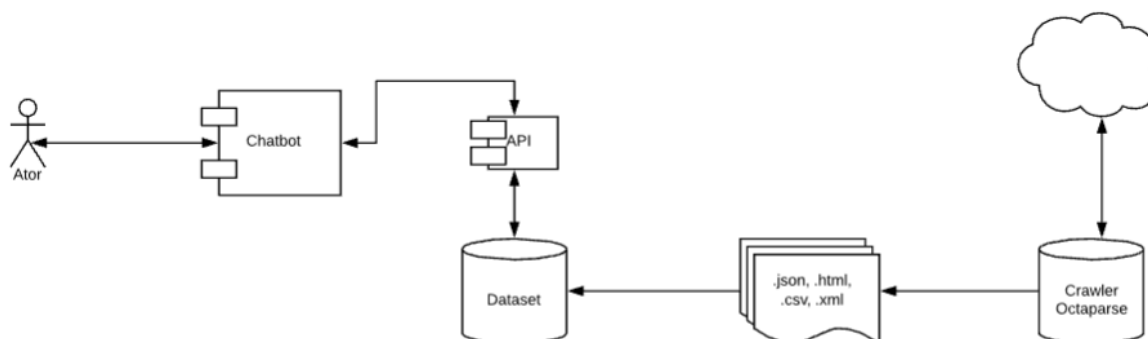 Ator
Chatbot
API
Dataset
.json, .html,
.csv, .xml
Crawler
Octaparse